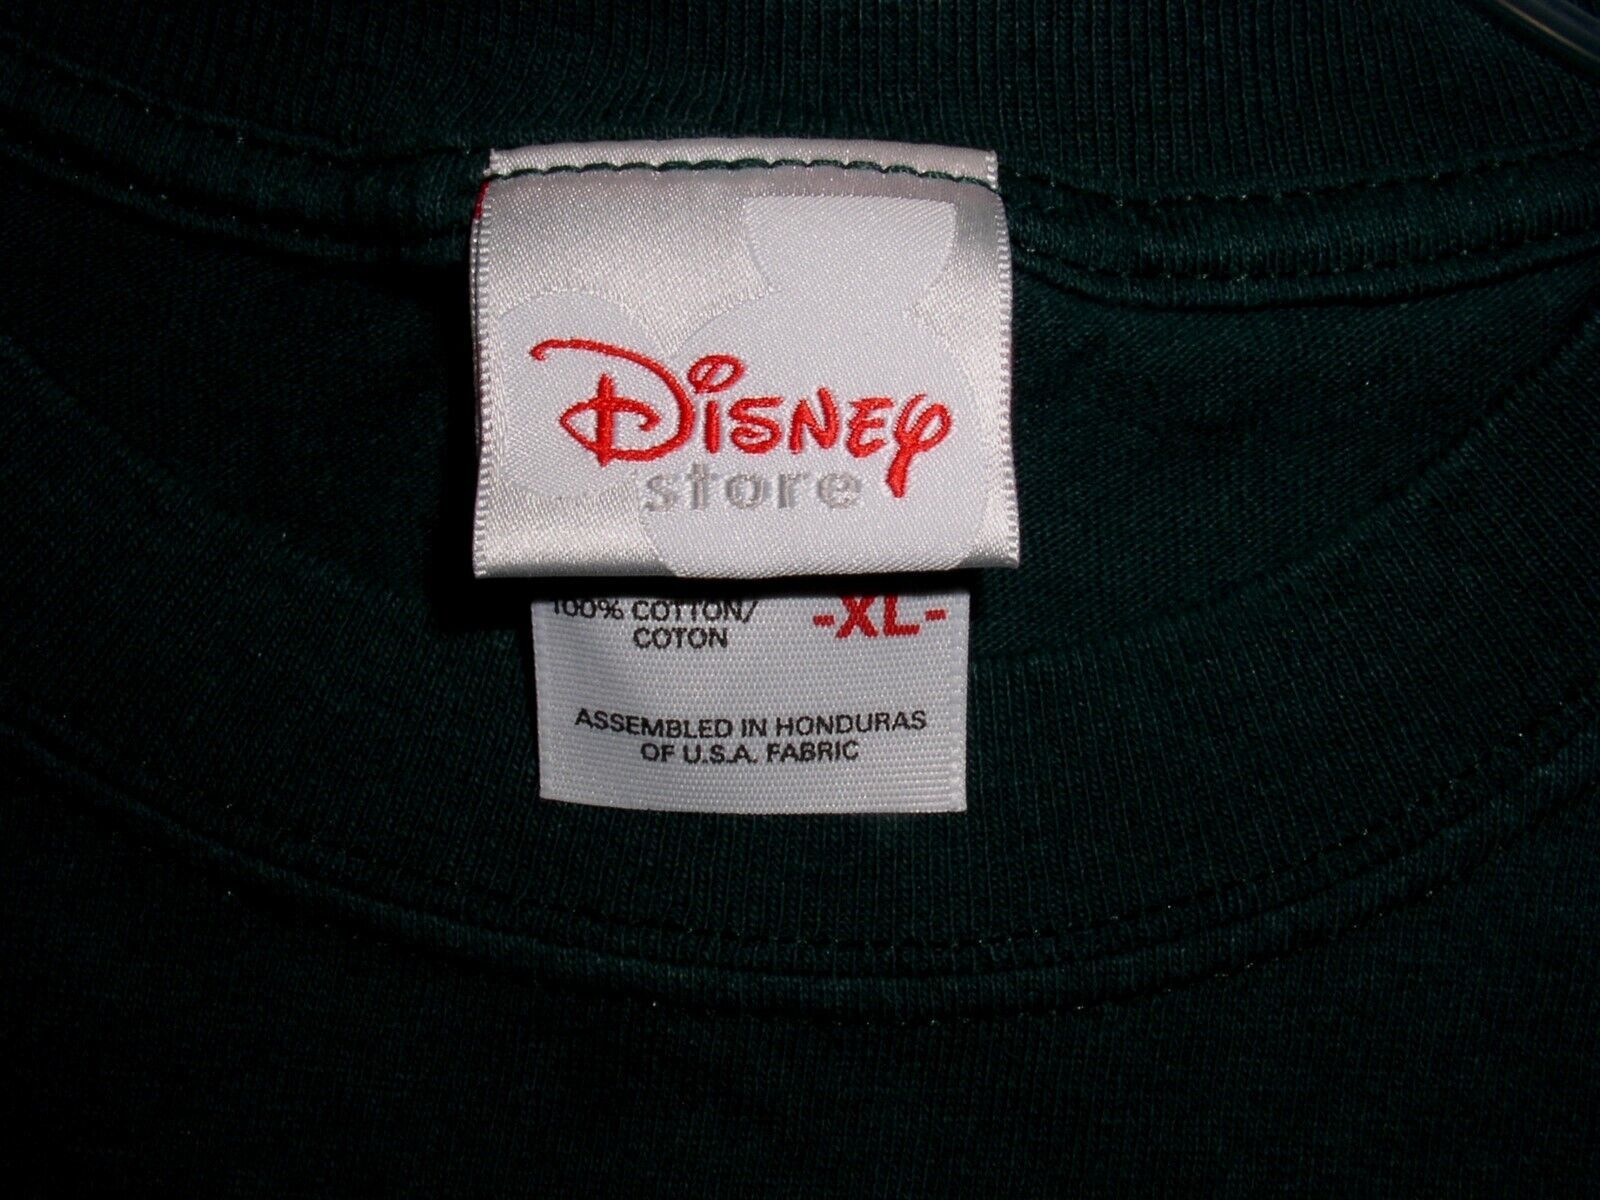 Disney
store
100% COTTON/
COTON
-XL-
ASSEMBLED IN HONDURAS
OF U.S.A. FABRIC